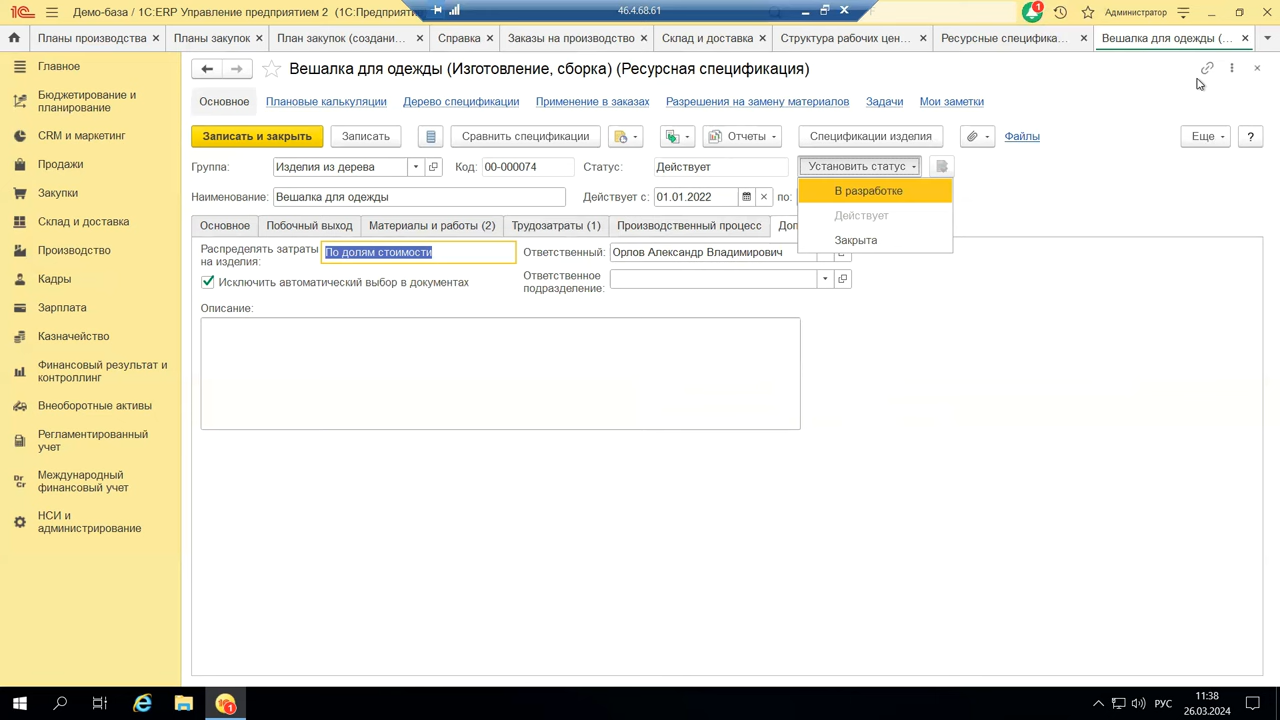 46.4.68.61
Демо-база / 1С:ERP Управление предприятием 2 (1С:Предприятие)
1
Администратор
Планы производства
Планы закупок
План закупок (создани...
Справка
Заказы на производство
Склад и доставка
Структура рабочих цен...
Ресурсные спецификa...
Вешалка для одежды (...
Главное
Бюджетирование и
планирование
CRM и маркетинг
Продажи
Закупки
Склад и доставка
Производство
Кадры
Зарплата
Казначейство
Финансовый результат и
контроллинг
Внеоборотные активы
Регламентированный
учет
Международный
финансовый учет
НСИ и
администрирование
Вешалка для одежды (Изготовление, сборка) (Ресурсная спецификация)
Основное Плановые калькуляции Дерево спецификации Применение в заказах Разрешения на замену материалов Задачи Мои заметки
Записать и закрыть Записать Сравнить спецификации Отчеты Спецификации изделия Файлы Еще ?
Группа: Изделия из дерева Код: 00-000074 Статус: Действует Установить статус
Наименование: Вешалка для одежды Действует с: 01.01.2022 по:
В разработке
Действует
Закрыта
Основное Побочный выход Материалы и работы (2) Трудозатраты (1) Производственный процесс Доп
Распределять затраты
на изделия:
По долям стоимости
Ответственный: Орлов Александр Владимирович
Исключить автоматический выбор в документах
Ответственное
подразделение:
Описание:
РУС
11:38
26.03.2024